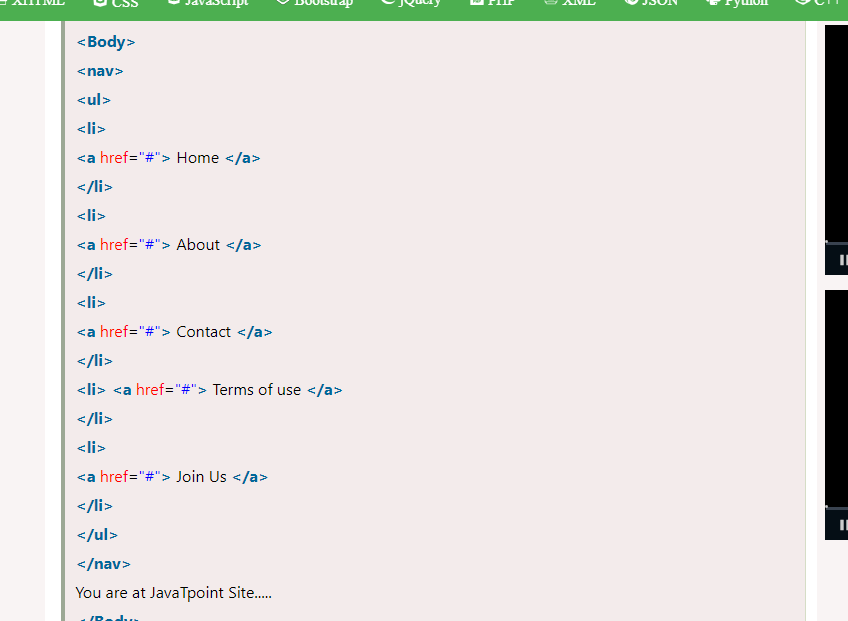 XHTML CSS JavaScript Bootstrap jQuery PHP XML JSON Python C++
<Body>
<nav>
<ul>
<li>
<a href="#"> Home </a>
</li>
<li>
<a href="#"> About </a>
</li>
<li>
<a href="#"> Contact </a>
</li>
<li> <a href="#"> Terms of use </a>
</li>
<li>
<a href="#"> Join Us </a>
</li>
</ul>
</nav>
You are at JavaTpoint Site.....
</Body>